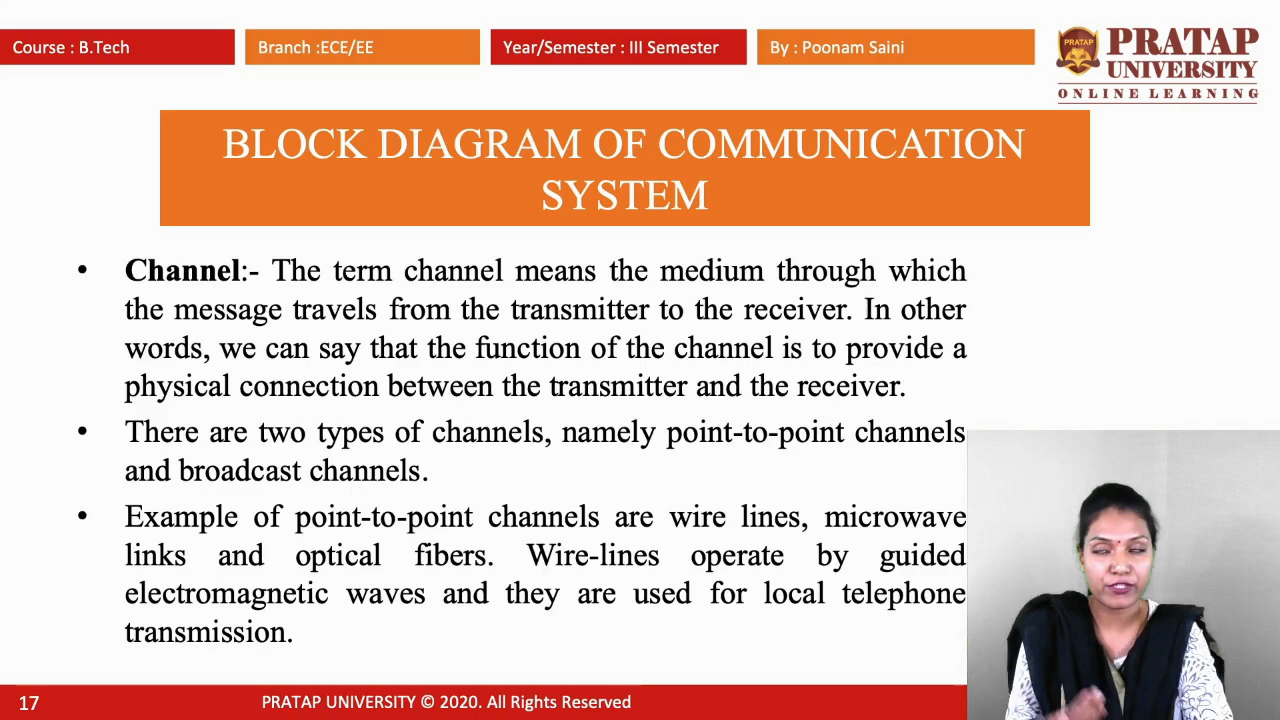 Course : B.Tech
Branch :ECE/EE
Year/Semester : III Semester
By : Poonam Saini
PRATAP
PRATAP
UNIVERSITY
ONLINE LEARNING
BLOCK DIAGRAM OF COMMUNICATION
SYSTEM
• Channel:- The term channel means the medium through which
the message travels from the transmitter to the receiver. In other
words, we can say that the function of the channel is to provide a
physical connection between the transmitter and the receiver.
• There are two types of channels, namely point-to-point channels
and broadcast channels.
• Example of point-to-point channels are wire lines, microwave
links and optical fibers. Wire-lines operate by guided
electromagnetic waves and they are used for local telephone
transmission.
17
PRATAP UNIVERSITY © 2020. All Rights Reserved